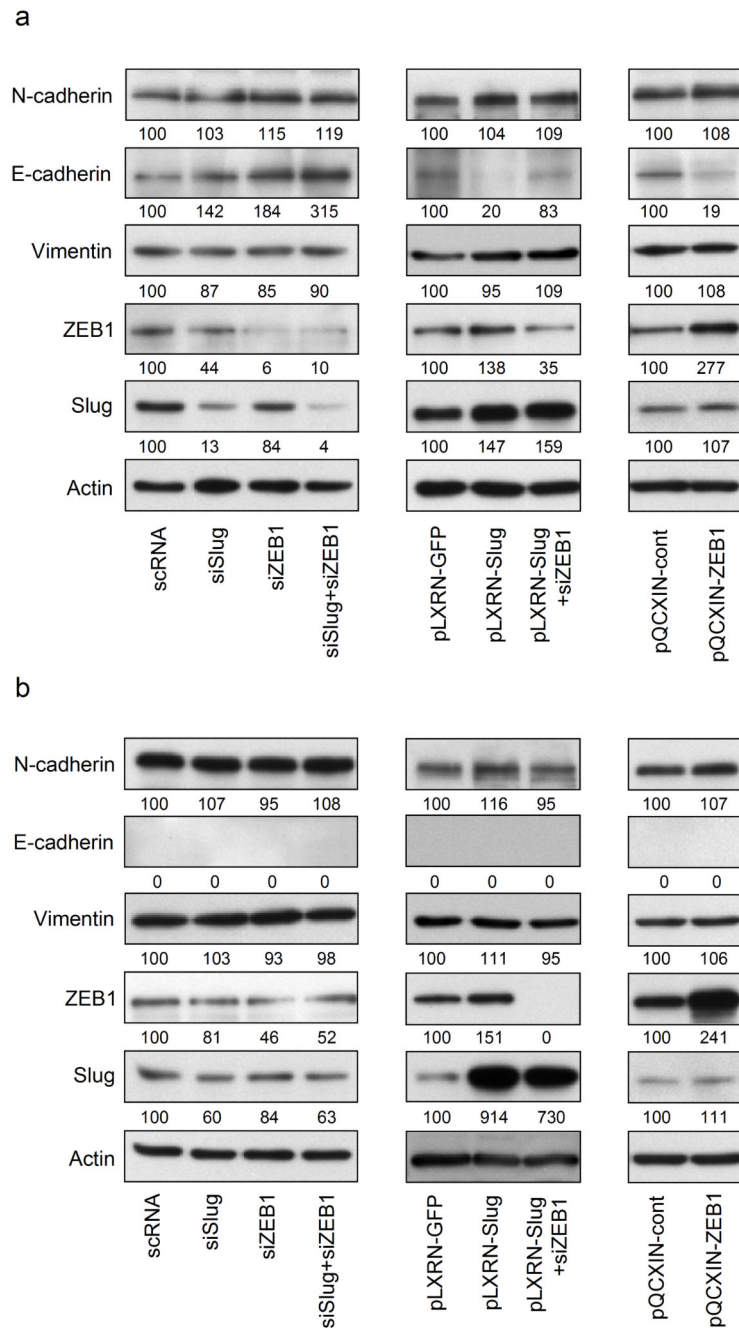 a
N-cadherin
100 103 115 119 100 104 109 100 108
E-cadherin
100 142 184 315 100 20 83 100 19
Vimentin
100 87 85 90 100 95 109 100 108
ZEB1
100 44 6 10 100 138 35 100 277
Slug
100 13 84 4 100 147 159 100 107
Actin
scRNA
siSlug
siZEB1
siSlug+siZEB1
pLXRN-GFP
pLXRN-Slug
pLXRN-Slug
+siZEB1
pQCXIN-cont
pQCXIN-ZEB1
b
N-cadherin
100 107 95 108 100 116 95 100 107
E-cadherin
0 0 0 0 0 0 0 0 0
Vimentin
100 103 93 98 100 111 95 100 106
ZEB1
100 81 46 52 100 151 0 100 241
Slug
100 60 84 63 100 914 730 100 111
Actin
scRNA
siSlug
siZEB1
siSlug+siZEB1
pLXRN-GFP
pLXRN-Slug
pLXRN-Slug
+siZEB1
pQCXIN-cont
pQCXIN-ZEB1